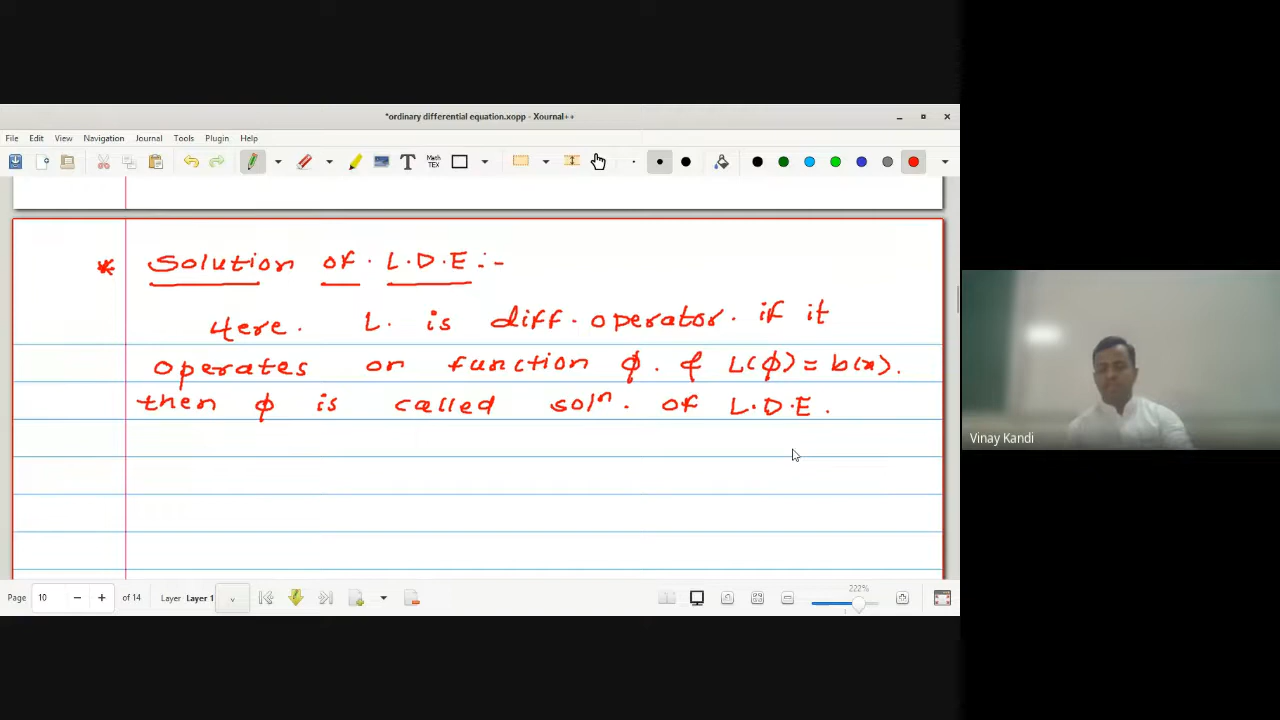 *ordinary differential equation.xopp - Xournal++
File Edit View Navigation Journal Tools Plugin Help
* Solution of. L.D.E :-
Here. L. is diff. operator. if it
operates on function ϕ. & L(ϕ) = b(x).
then ϕ is called solⁿ. of L.D.E.
Vinay Kandi
Page 10 of 14 Layer Layer 1 222%